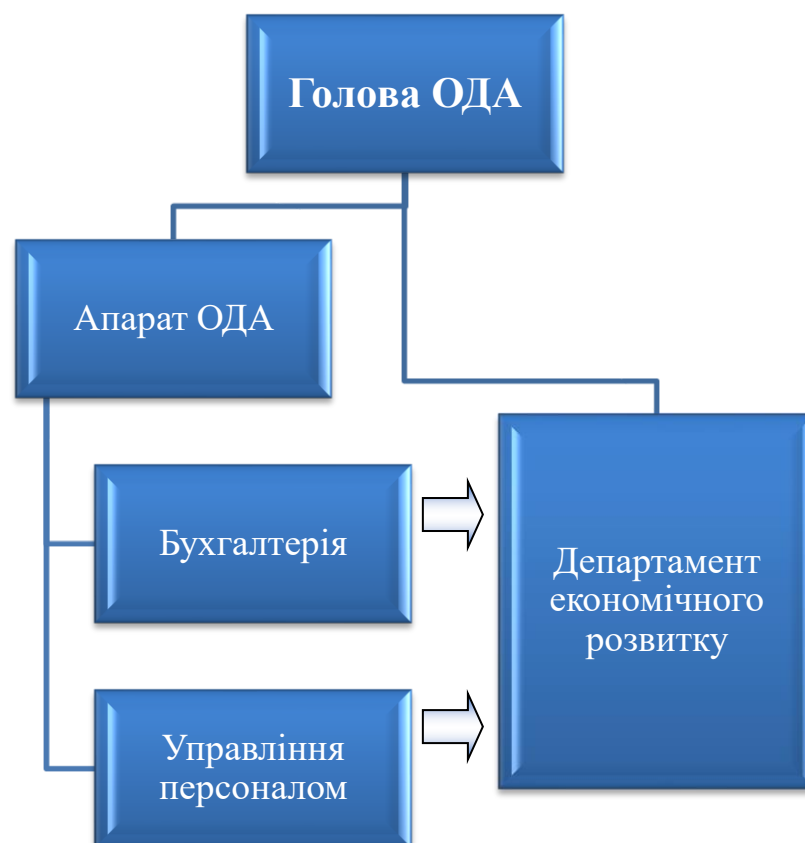 Голова ОДА
Апарат ОДА
Бухгалтерія
Департамент
економічного
розвитку
Управління
персоналом